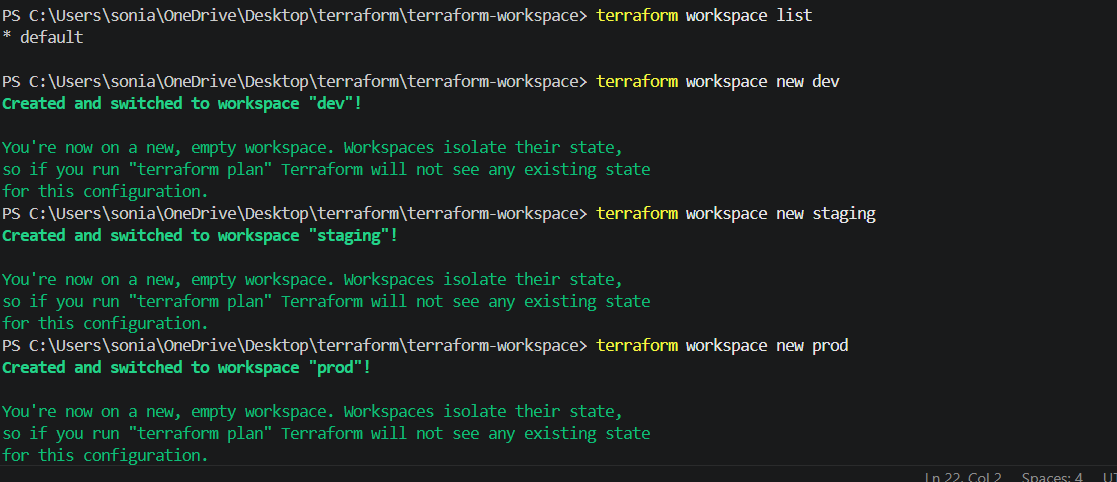 PS C:\Users\sonia\OneDrive\Desktop\terraform\terraform-workspace> terraform workspace list
* default
PS C:\Users\sonia\OneDrive\Desktop\terraform\terraform-workspace> terraform workspace new dev
Created and switched to workspace "dev"!
You're now on a new, empty workspace. Workspaces isolate their state,
so if you run "terraform plan" Terraform will not see any existing state
for this configuration.
PS C:\Users\sonia\OneDrive\Desktop\terraform\terraform-workspace> terraform workspace new staging
Created and switched to workspace "staging"!
You're now on a new, empty workspace. Workspaces isolate their state,
so if you run "terraform plan" Terraform will not see any existing state
for this configuration.
PS C:\Users\sonia\OneDrive\Desktop\terraform\terraform-workspace> terraform workspace new prod
Created and switched to workspace "prod"!
You're now on a new, empty workspace. Workspaces isolate their state,
so if you run "terraform plan" Terraform will not see any existing state
for this configuration.
Ln 22, Col 2 Spaces: 4